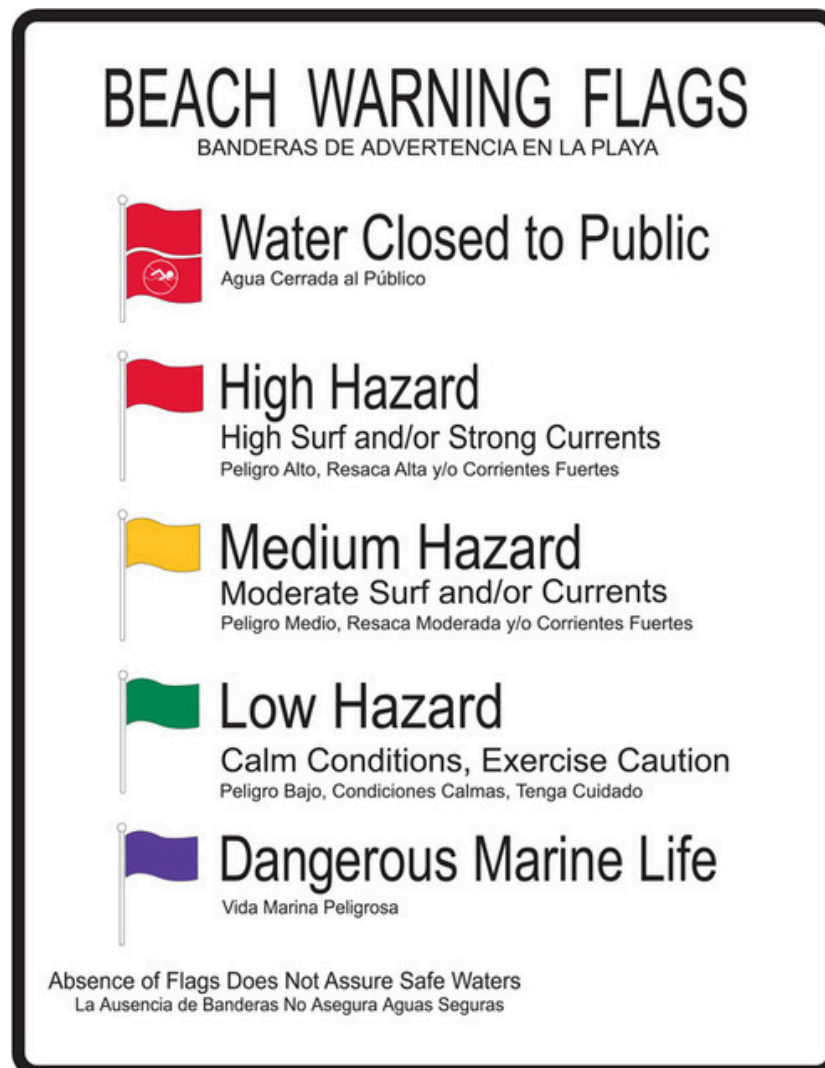 BEACH WARNING FLAGS
BANDERAS DE ADVERTENCIA EN LA PLAYA
Water Closed to Public
Agua Cerrada al Público
High Hazard
High Surf and/or Strong Currents
Peligro Alto, Resaca Alta y/o Corrientes Fuertes
Medium Hazard
Moderate Surf and/or Currents
Peligro Medio, Resaca Moderada y/o Corrientes Fuertes
Low Hazard
Calm Conditions, Exercise Caution
Peligro Bajo, Condiciones Calmas, Tenga Cuidado
Dangerous Marine Life
Vida Marina Peligrosa
Absence of Flags Does Not Assure Safe Waters
La Ausencia de Banderas No Asegura Aguas Seguras